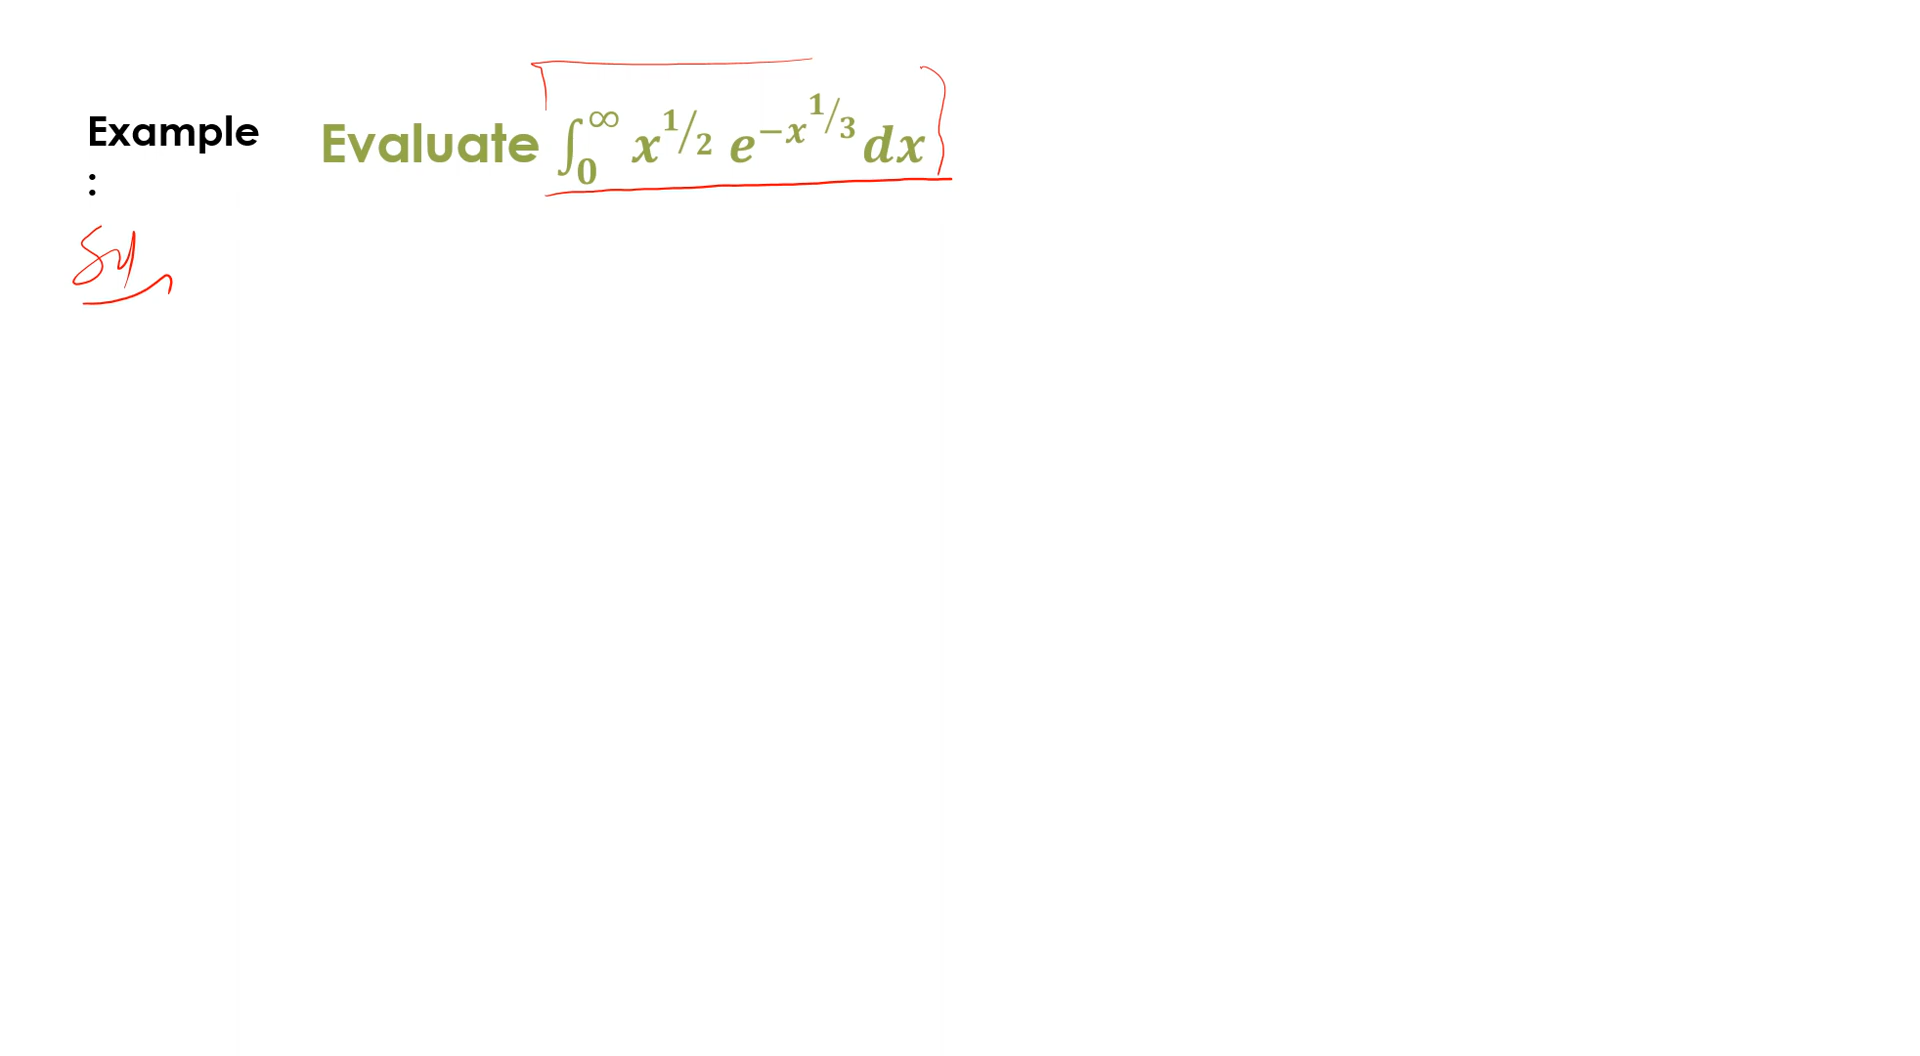 Example
:
Evaluate ∫₀^∞ x^{1/2} e^{-x^{1/3}} dx
Sol